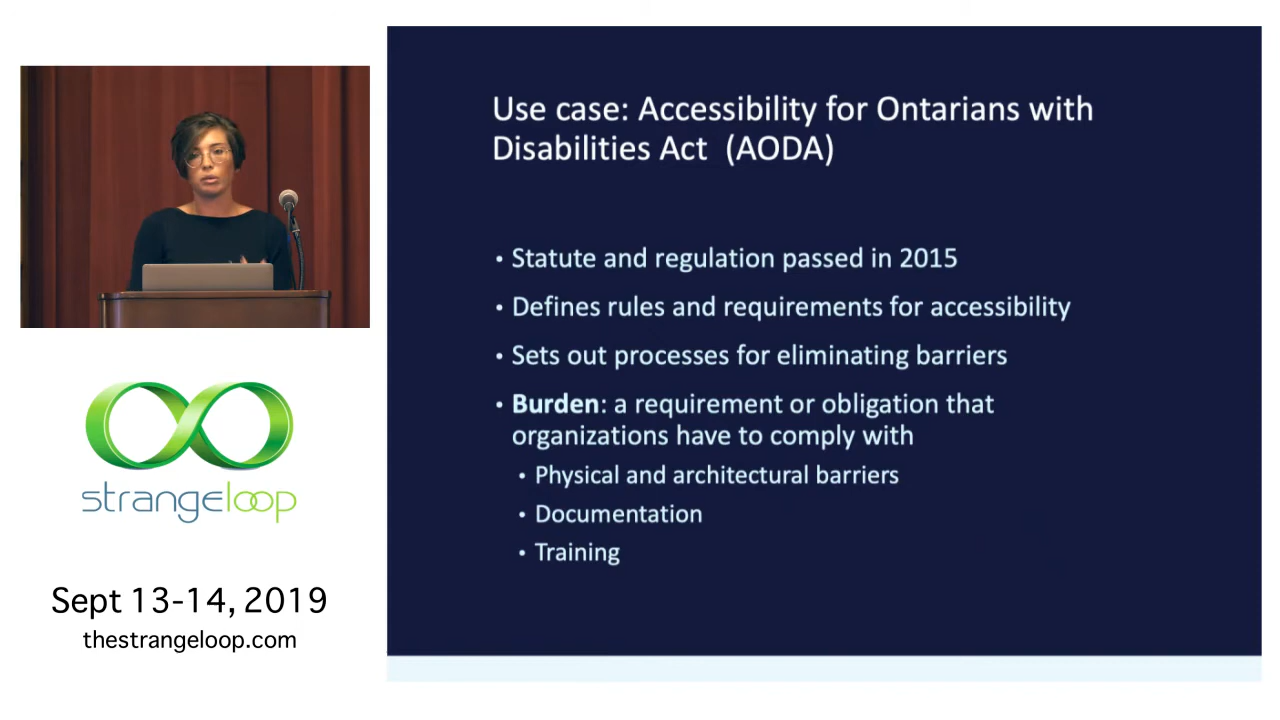 Use case: Accessibility for Ontarians with
Disabilities Act (AODA)
• Statute and regulation passed in 2015
• Defines rules and requirements for accessibility
• Sets out processes for eliminating barriers
• Burden: a requirement or obligation that
organizations have to comply with
• Physical and architectural barriers
• Documentation
• Training
strangeloop
Sept 13-14, 2019
thestrangeloop.com